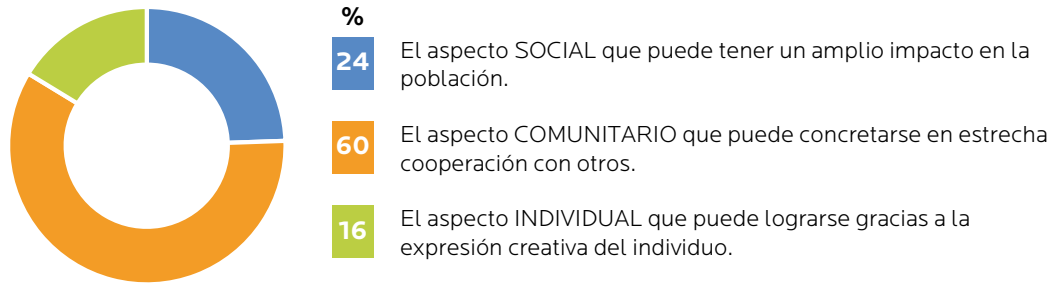 %
24
El aspecto SOCIAL que puede tener un amplio impacto en la
población.
60
El aspecto COMUNITARIO que puede concretarse en estrecha
cooperación con otros.
16
El aspecto INDIVIDUAL que puede lograrse gracias a la
expresión creativa del individuo.